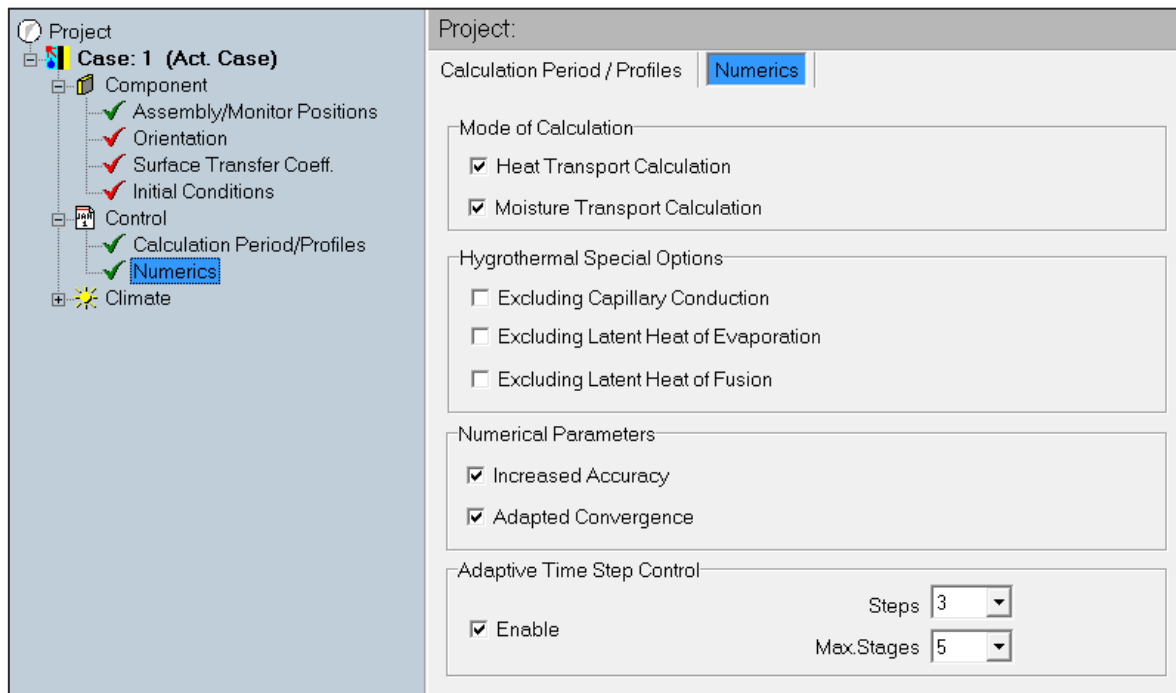 Project
Case: 1 (Act. Case)
Component
Assembly/Monitor Positions
Orientation
Surface Transfer Coeff.
Initial Conditions
Control
Calculation Period/Profiles
Numerics
Climate
Project:
Calculation Period / Profiles Numerics
Mode of Calculation
Heat Transport Calculation
Moisture Transport Calculation
Hygrothermal Special Options
Excluding Capillary Conduction
Excluding Latent Heat of Evaporation
Excluding Latent Heat of Fusion
Numerical Parameters
Increased Accuracy
Adapted Convergence
Adaptive Time Step Control
Steps 3
Enable
Max.Stages 5